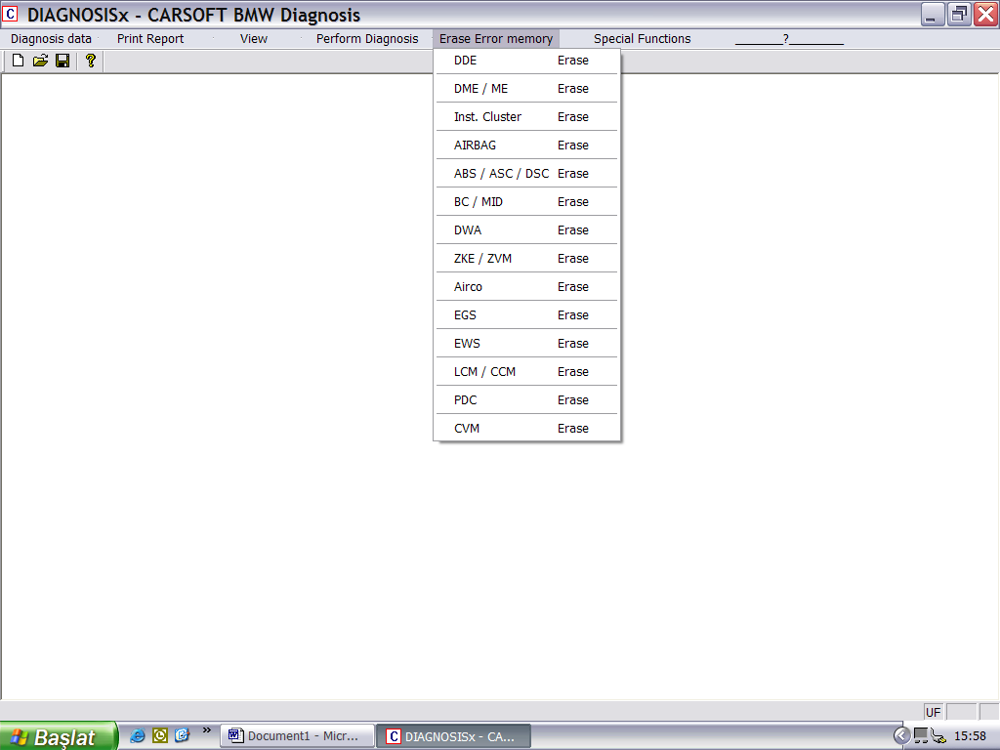 C DIAGNOSISx - CARSOFT BMW Diagnosis
Diagnosis data Print Report View Perform Diagnosis Erase Error memory Special Functions ______?_______
?
DDE Erase
DME / ME Erase
Inst. Cluster Erase
AIRBAG Erase
ABS / ASC / DSC Erase
BC / MID Erase
DWA Erase
ZKE / ZVM Erase
Airco Erase
EGS Erase
EWS Erase
LCM / CCM Erase
PDC Erase
CVM Erase
UF
Başlat » Document1 - Micr... C DIAGNOSISx - CA... 15:58